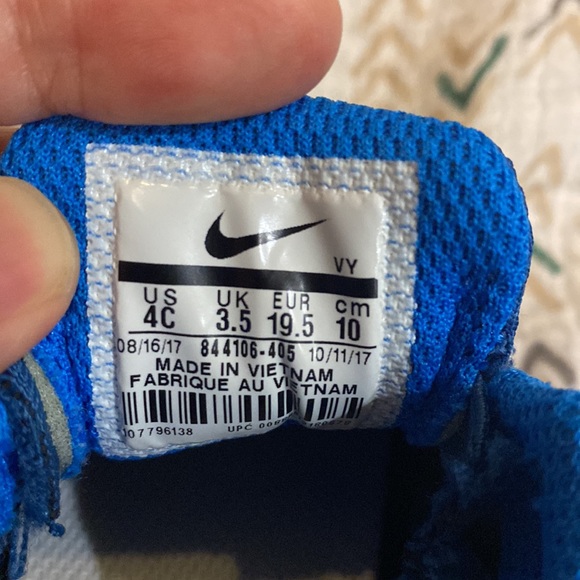 VY
US UK EUR cm
4C 3.5 19.5 10
08/16/17 844106-405 10/11/17
MADE IN VIETNAM
FABRIQUE AU VIETNAM
UPC